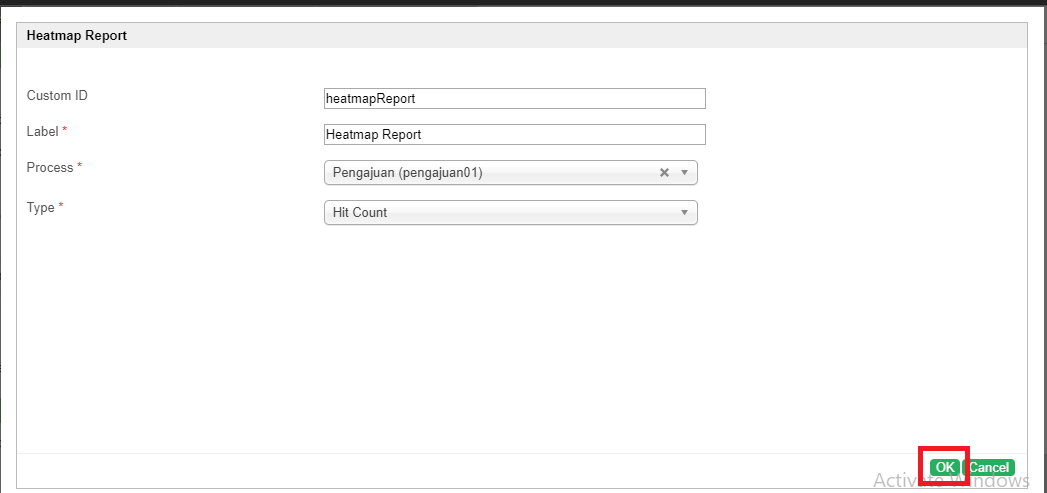 Heatmap Report
Custom ID
heatmapReport
Label *
Heatmap Report
Process *
Pengajuan (pengajuan01)
Type *
Hit Count
OK Cancel
Activate Windows